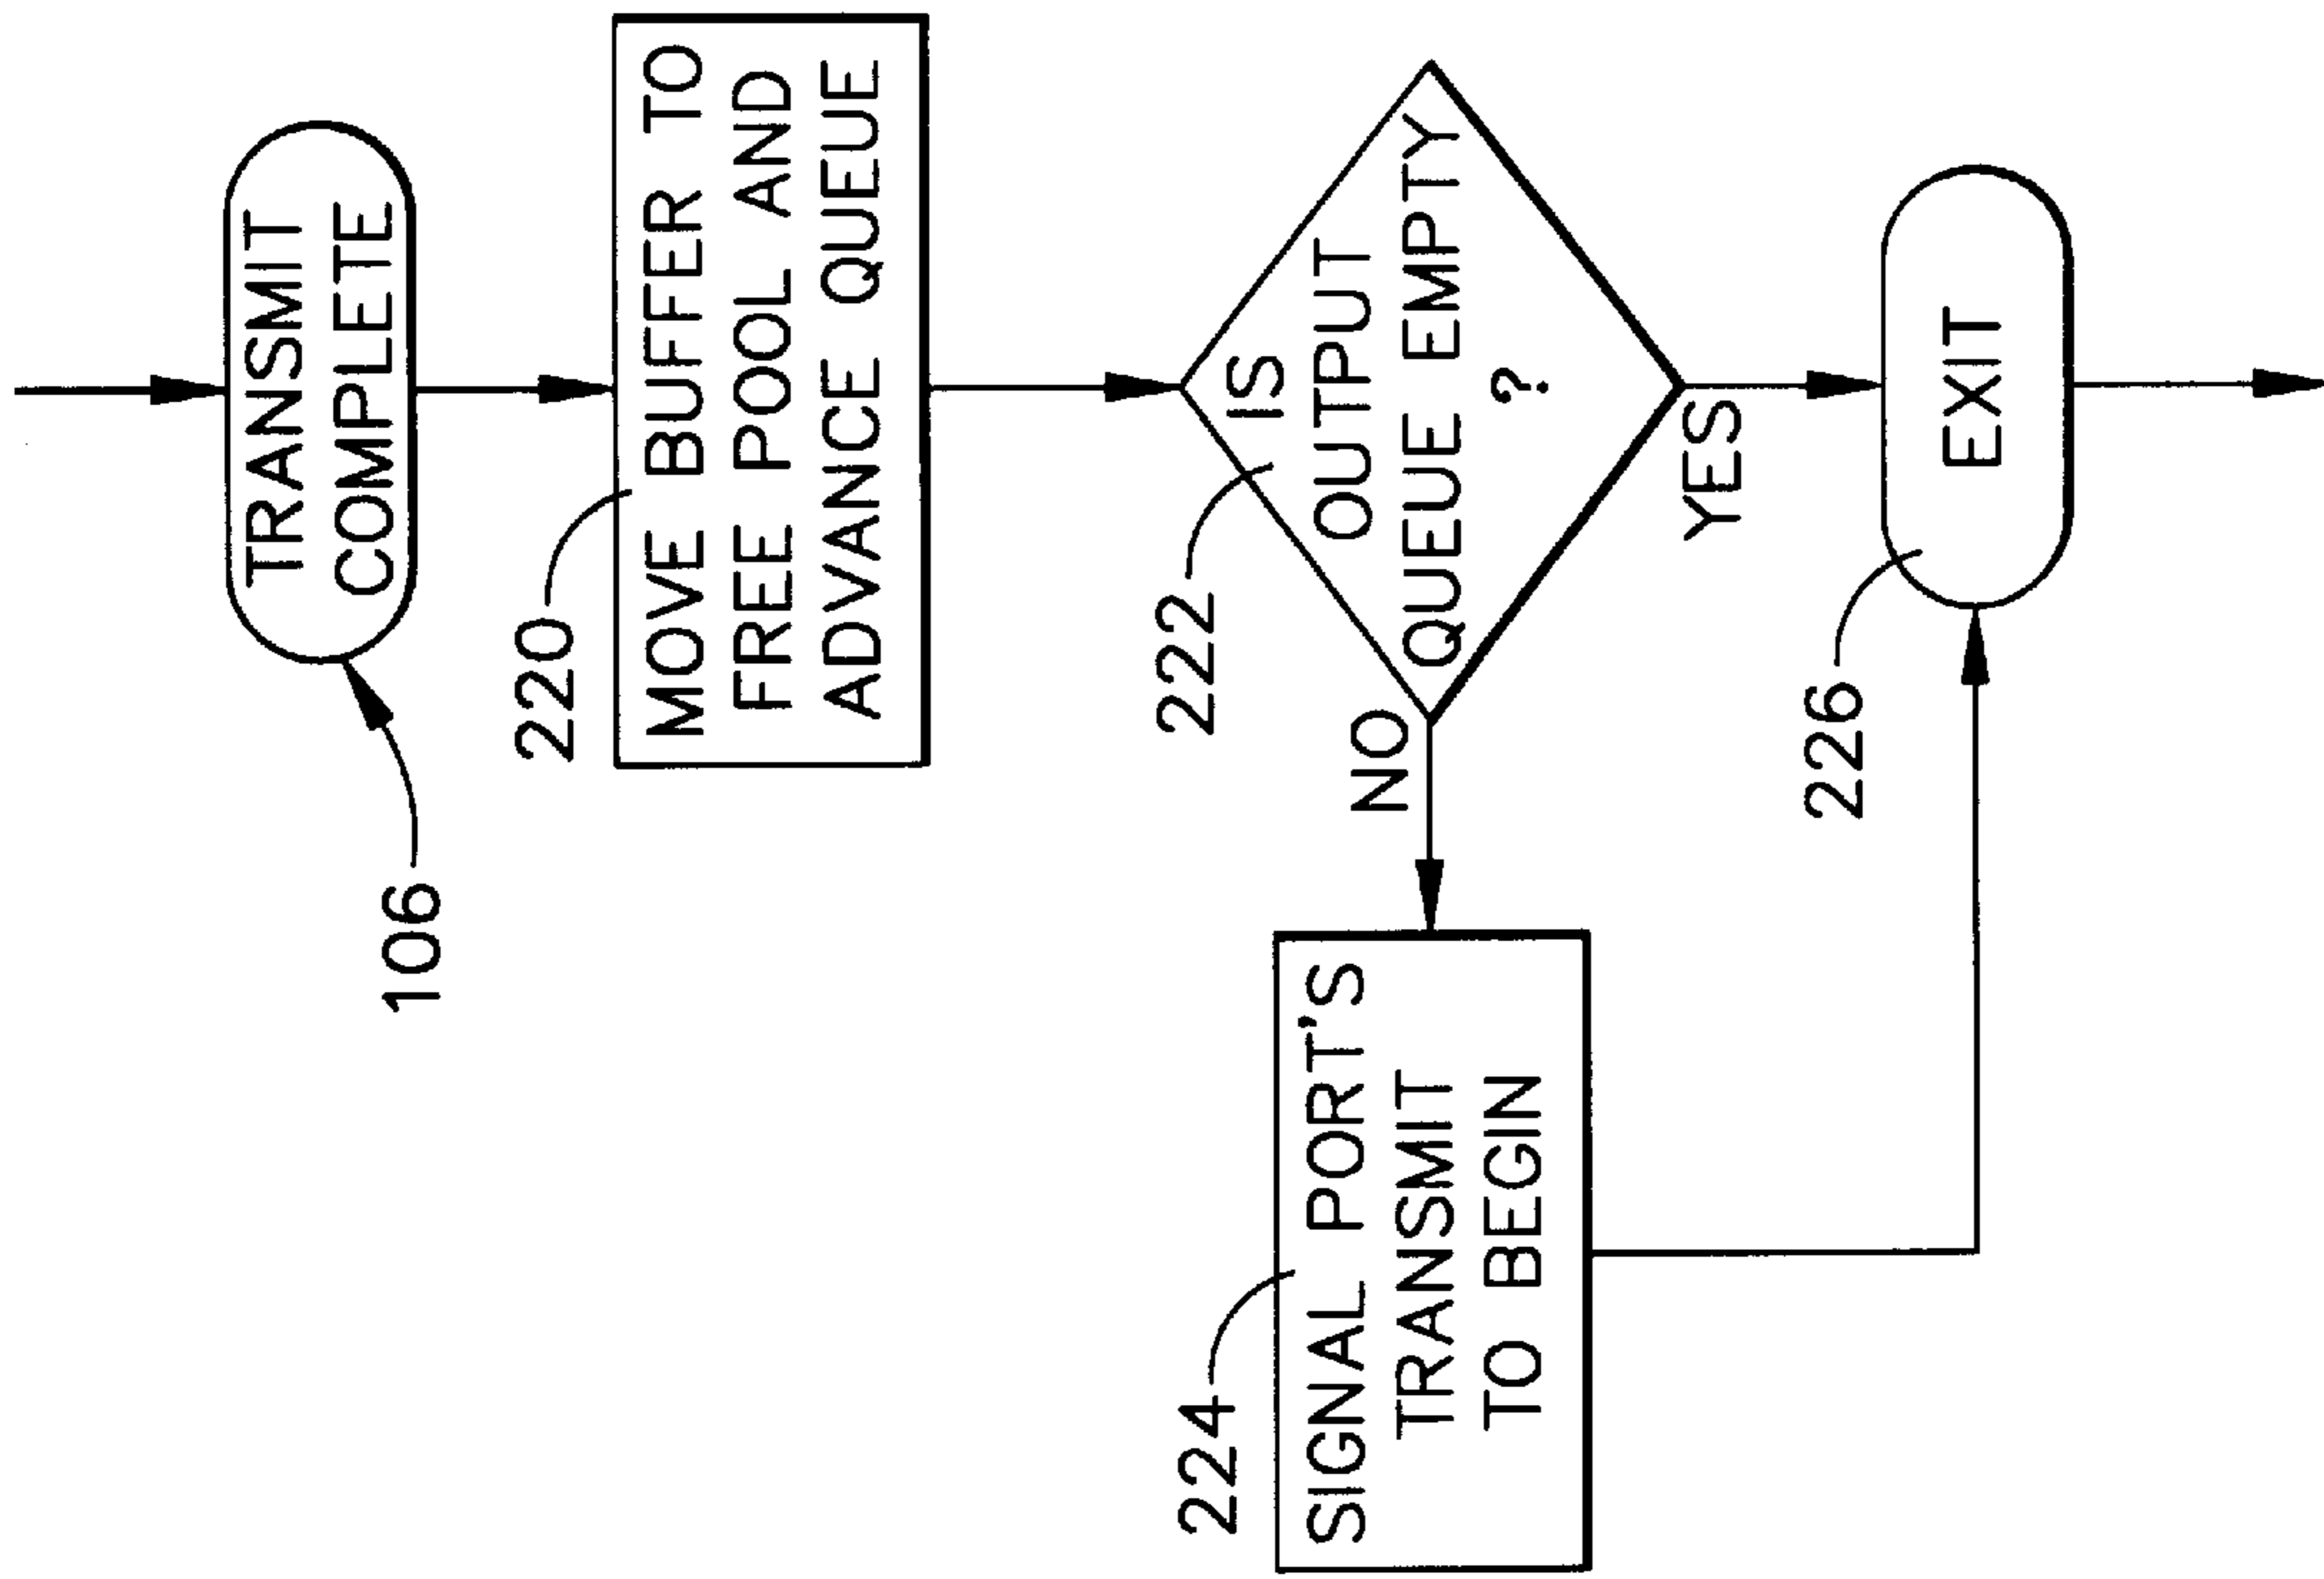 TRANSMIT
COMPLETE
106
220
MOVE BUFFER TO
FREE POOL AND
ADVANCE QUEUE
222
IS
OUTPUT
QUEUE EMPTY
?
NO
YES
224
SIGNAL PORT'S
TRANSMIT
TO BEGIN
226
EXIT